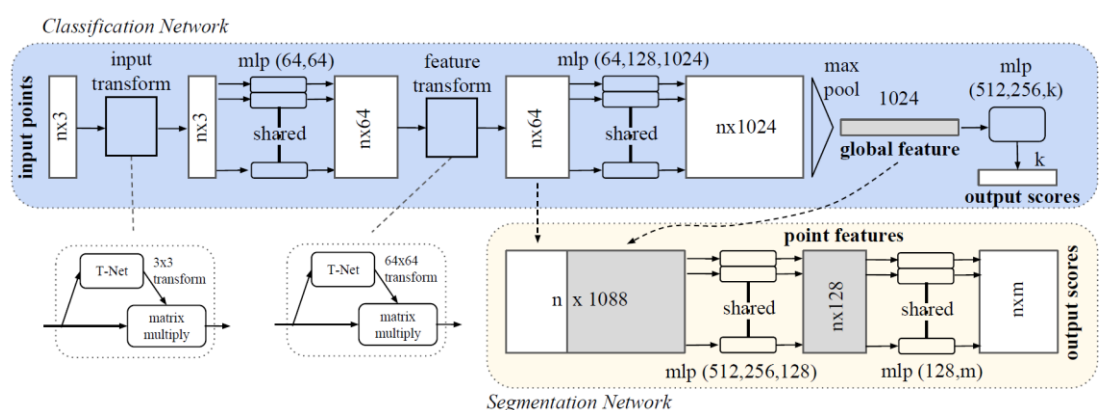 Classification Network
input points
nx3
input
transform
nx3
mlp (64,64)
shared
nx64
feature
transform
nx64
mlp (64,128,1024)
shared
nx1024
max
pool
1024
global feature
mlp
(512,256,k)
k
output scores
T-Net
3x3
transform
matrix
multiply
T-Net
64x64
transform
matrix
multiply
point features
n x 1088
shared
mlp (512,256,128)
nx128
shared
mlp (128,m)
nxm
output scores
Segmentation Network